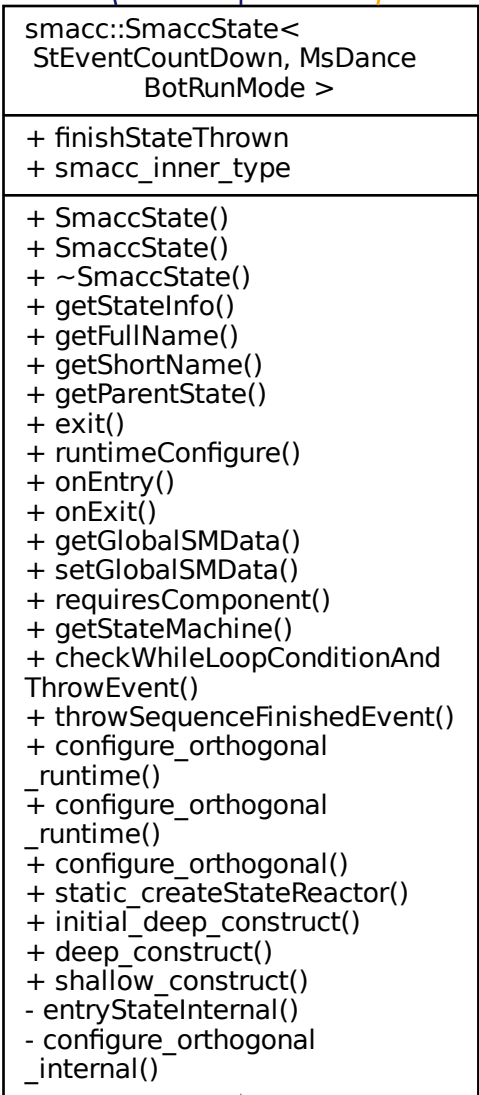 smacc::SmaccState<
StEventCountDown, MsDance
BotRunMode >
+ finishStateThrown
+ smacc_inner_type
+ SmaccState()
+ SmaccState()
+ ~SmaccState()
+ getStateInfo()
+ getFullName()
+ getShortName()
+ getParentState()
+ exit()
+ runtimeConfigure()
+ onEntry()
+ onExit()
+ getGlobalSMData()
+ setGlobalSMData()
+ requiresComponent()
+ getStateMachine()
+ checkWhileLoopConditionAnd
ThrowEvent()
+ throwSequenceFinishedEvent()
+ configure_orthogonal
_runtime()
+ configure_orthogonal
_runtime()
+ configure_orthogonal()
+ static_createStateReactor()
+ initial_deep_construct()
+ deep_construct()
+ shallow_construct()
- entryStateInternal()
- configure_orthogonal
_internal()